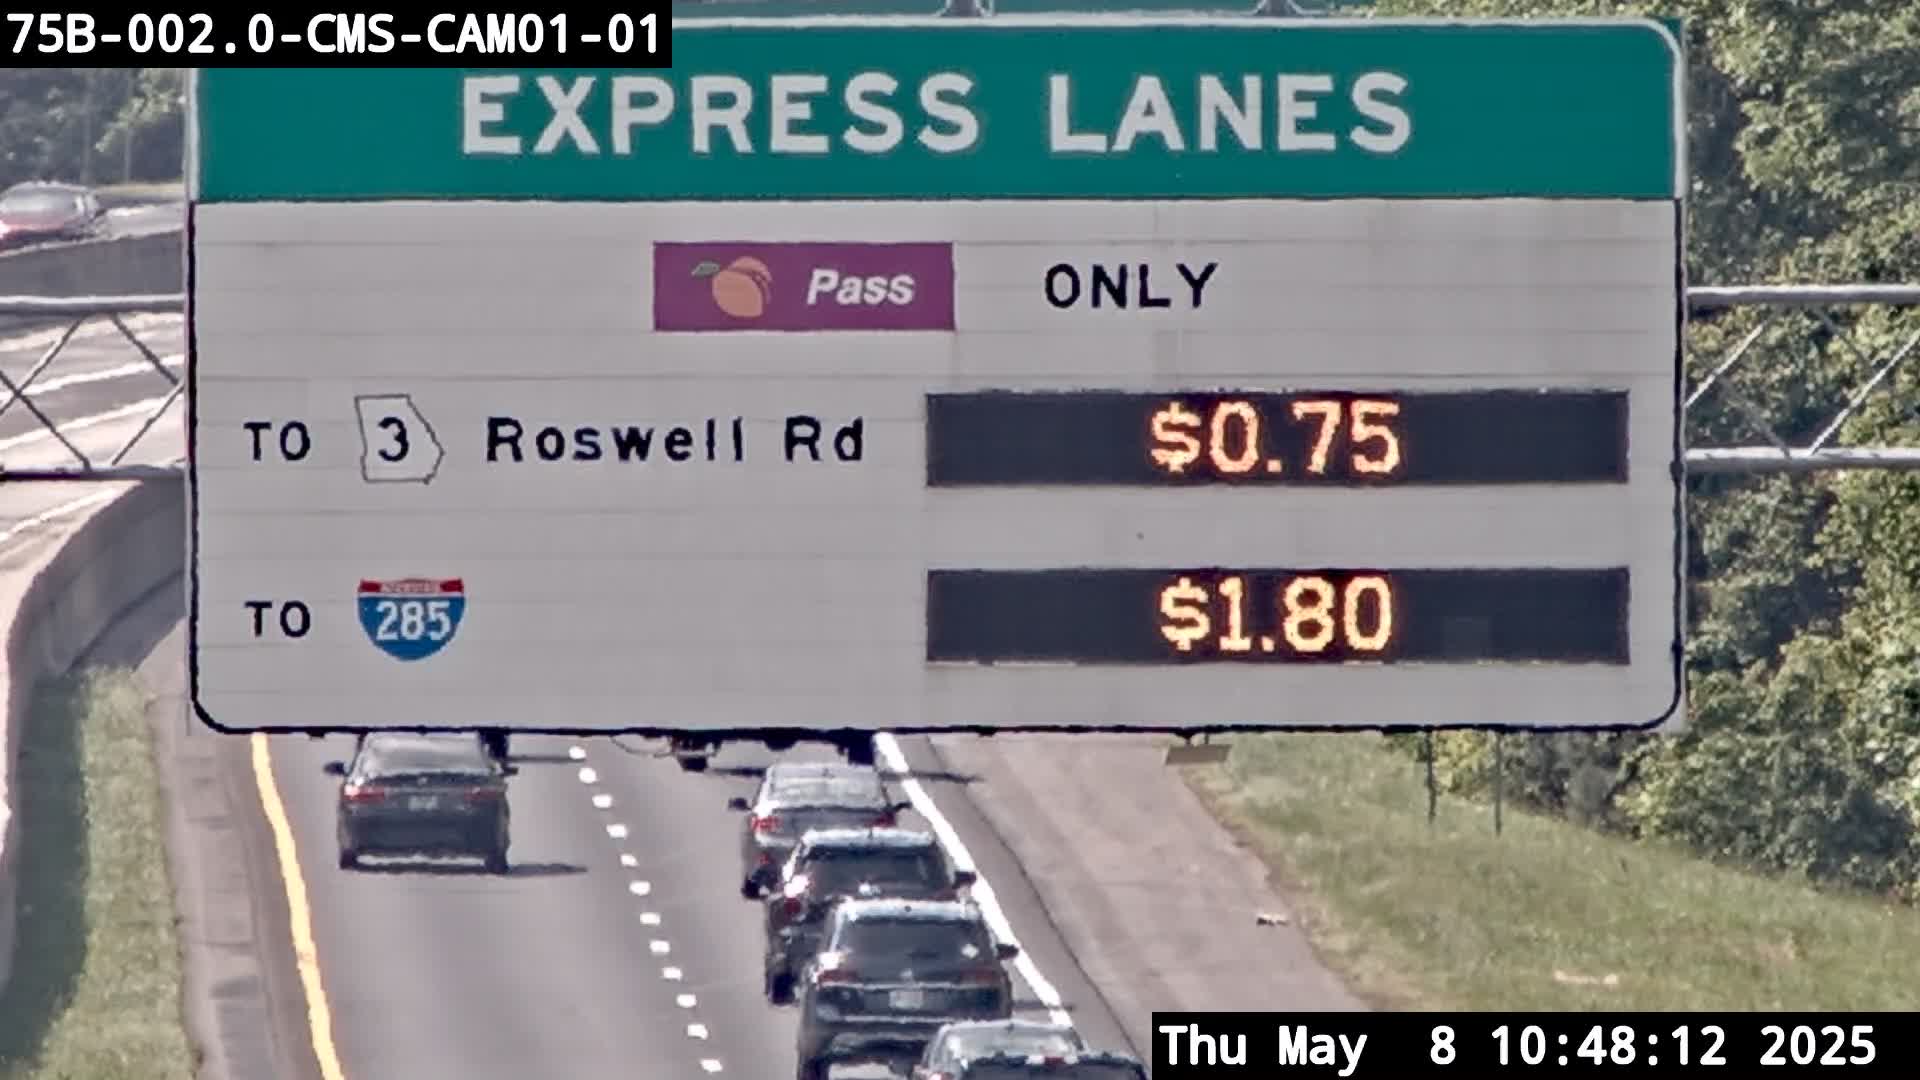 75B-002.0-CMS-CAM01-01
EXPRESS LANES
Pass ONLY
TO 3 Roswell Rd $0.75
TO 285 $1.80
Thu May 8 10:48:12 2025